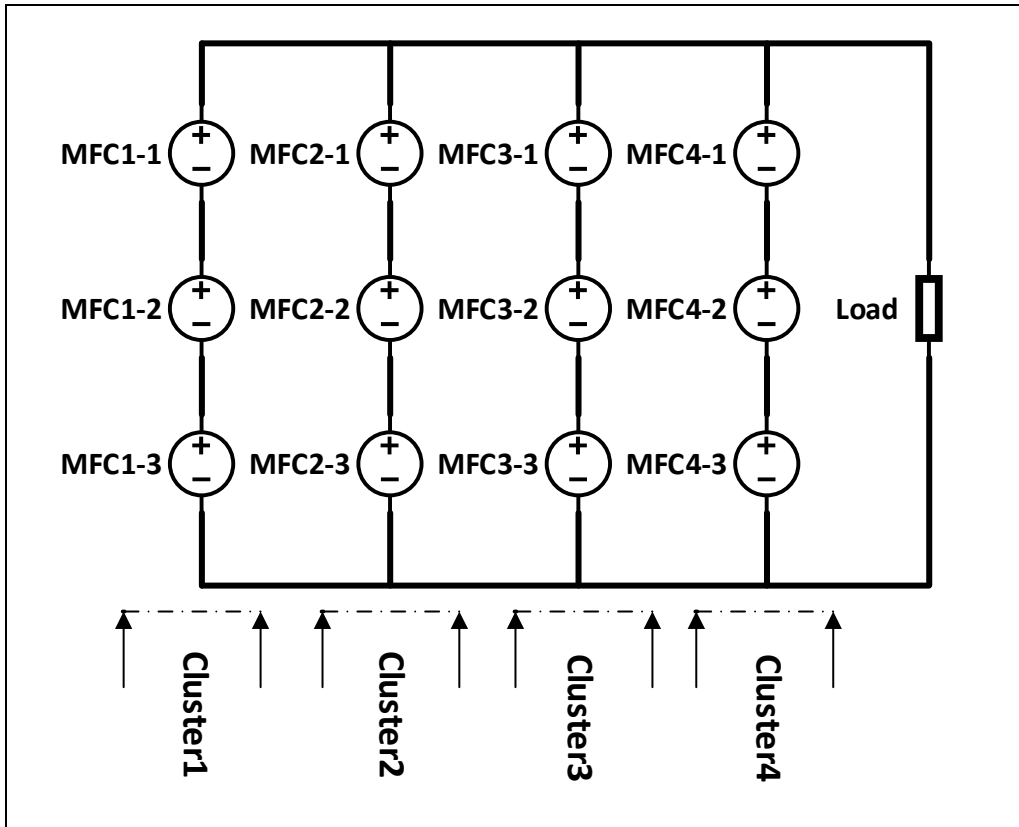 MFC1-1 MFC2-1 MFC3-1 MFC4-1
MFC1-2 MFC2-2 MFC3-2 MFC4-2 Load
MFC1-3 MFC2-3 MFC3-3 MFC4-3
Cluster1
Cluster2
Cluster3
Cluster4